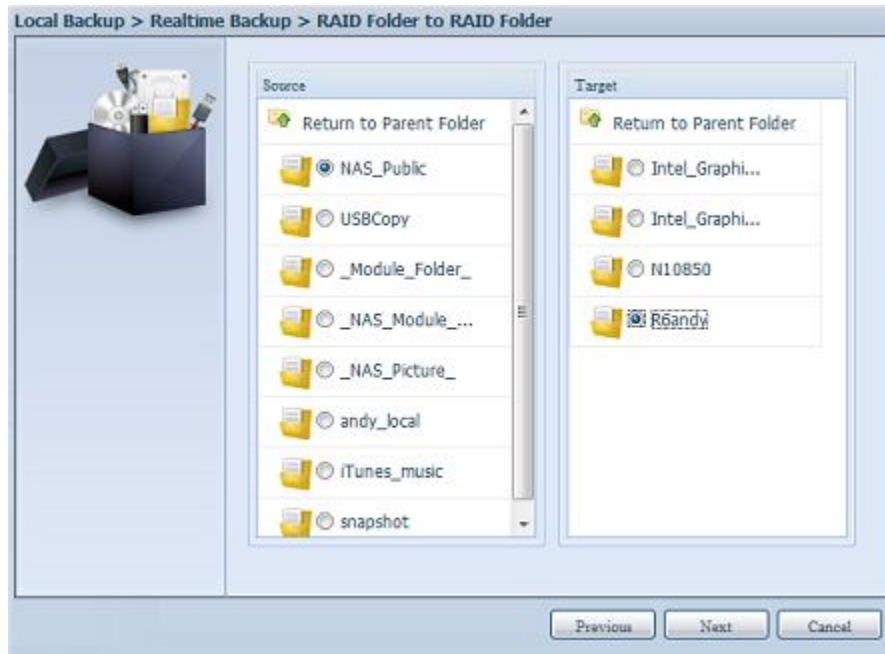 Local Backup > Realtime Backup > RAID Folder to RAID Folder
Source
Return to Parent Folder
NAS_Public
USBCopy
_Module_Folder_
_NAS_Module_...
_NAS_Picture_
andy_local
iTunes_music
snapshot
Target
Return to Parent Folder
Intel_Graphi...
Intel_Graphi...
N10850
R6andy
Previous
Next
Cancel